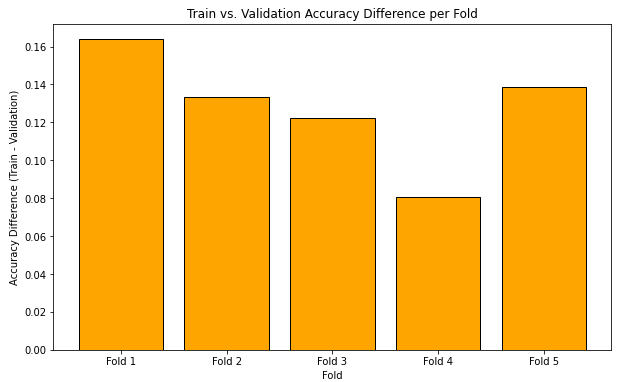 Train vs. Validation Accuracy Difference per Fold
Accuracy Difference (Train - Validation)
0.16
0.14
0.12
0.10
0.08
0.06
0.04
0.02
0.00
Fold 1 Fold 2 Fold 3 Fold 4 Fold 5
Fold